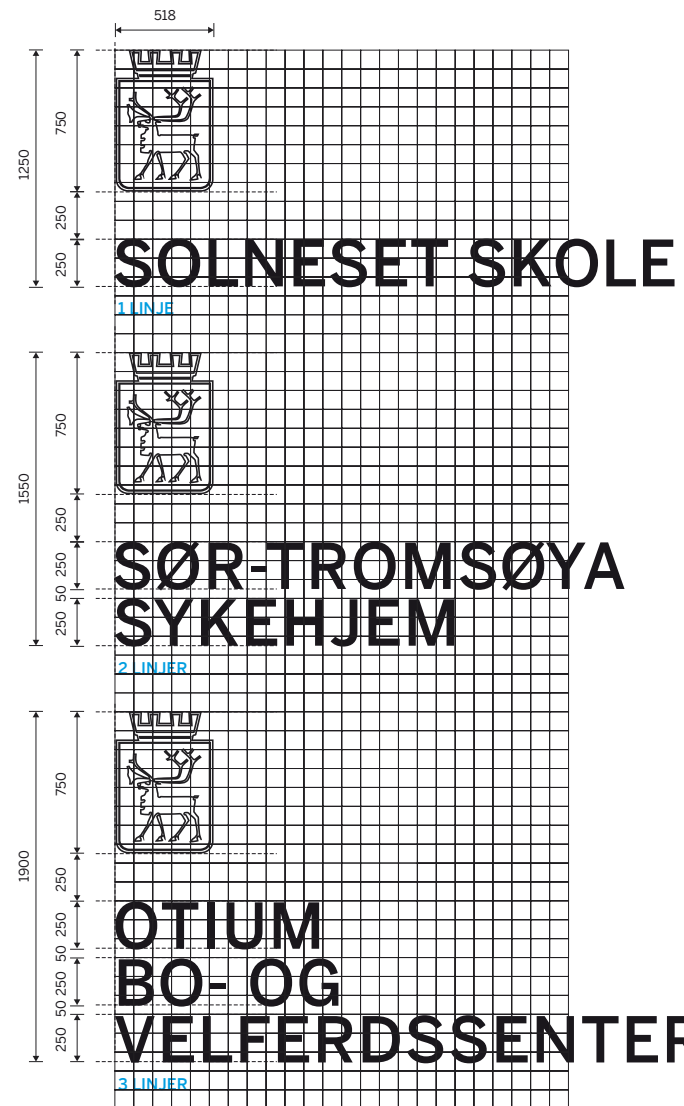 518
1250
750
250
250
SOLNESET SKOLE
1 LINJE
1550
750
250
250
50
250
SØR-TROMSØYA
SYKEHJEM
2 LINJER
1900
750
250
250
50
250
50
250
OTIUM
BO- OG
VELFERDSSENTER
3 LINJER